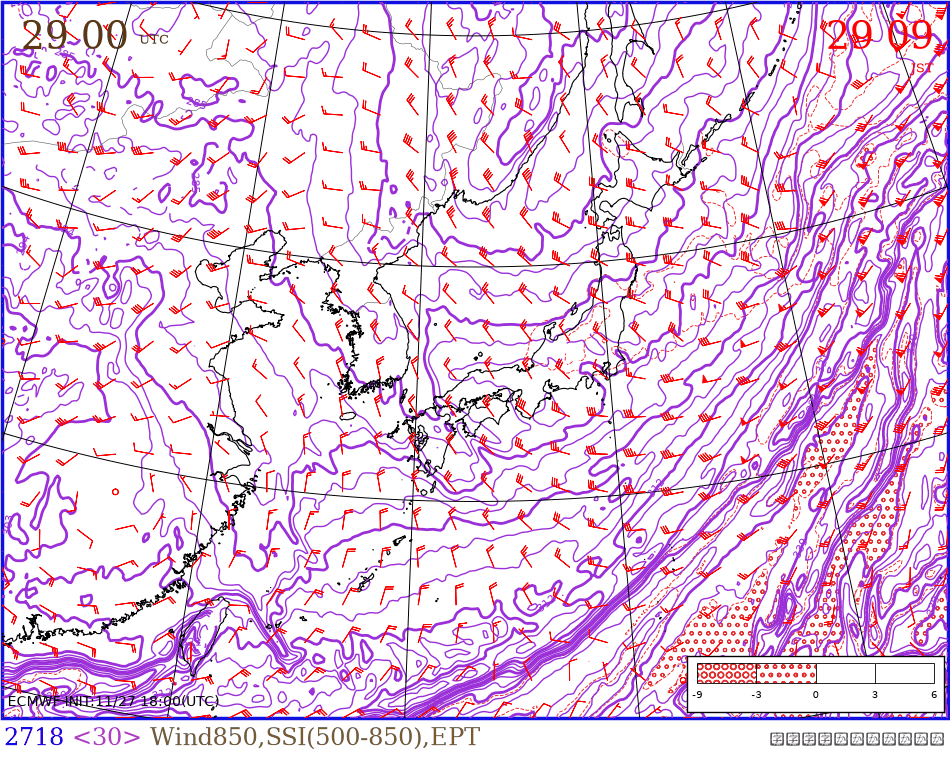 29 00 UTC
29 09
JST
285
ECMWF INIT:11/27 18:00(UTC)
-9 -3 0 3 6
2718 <30> Wind850,SSI(500-850),EPT